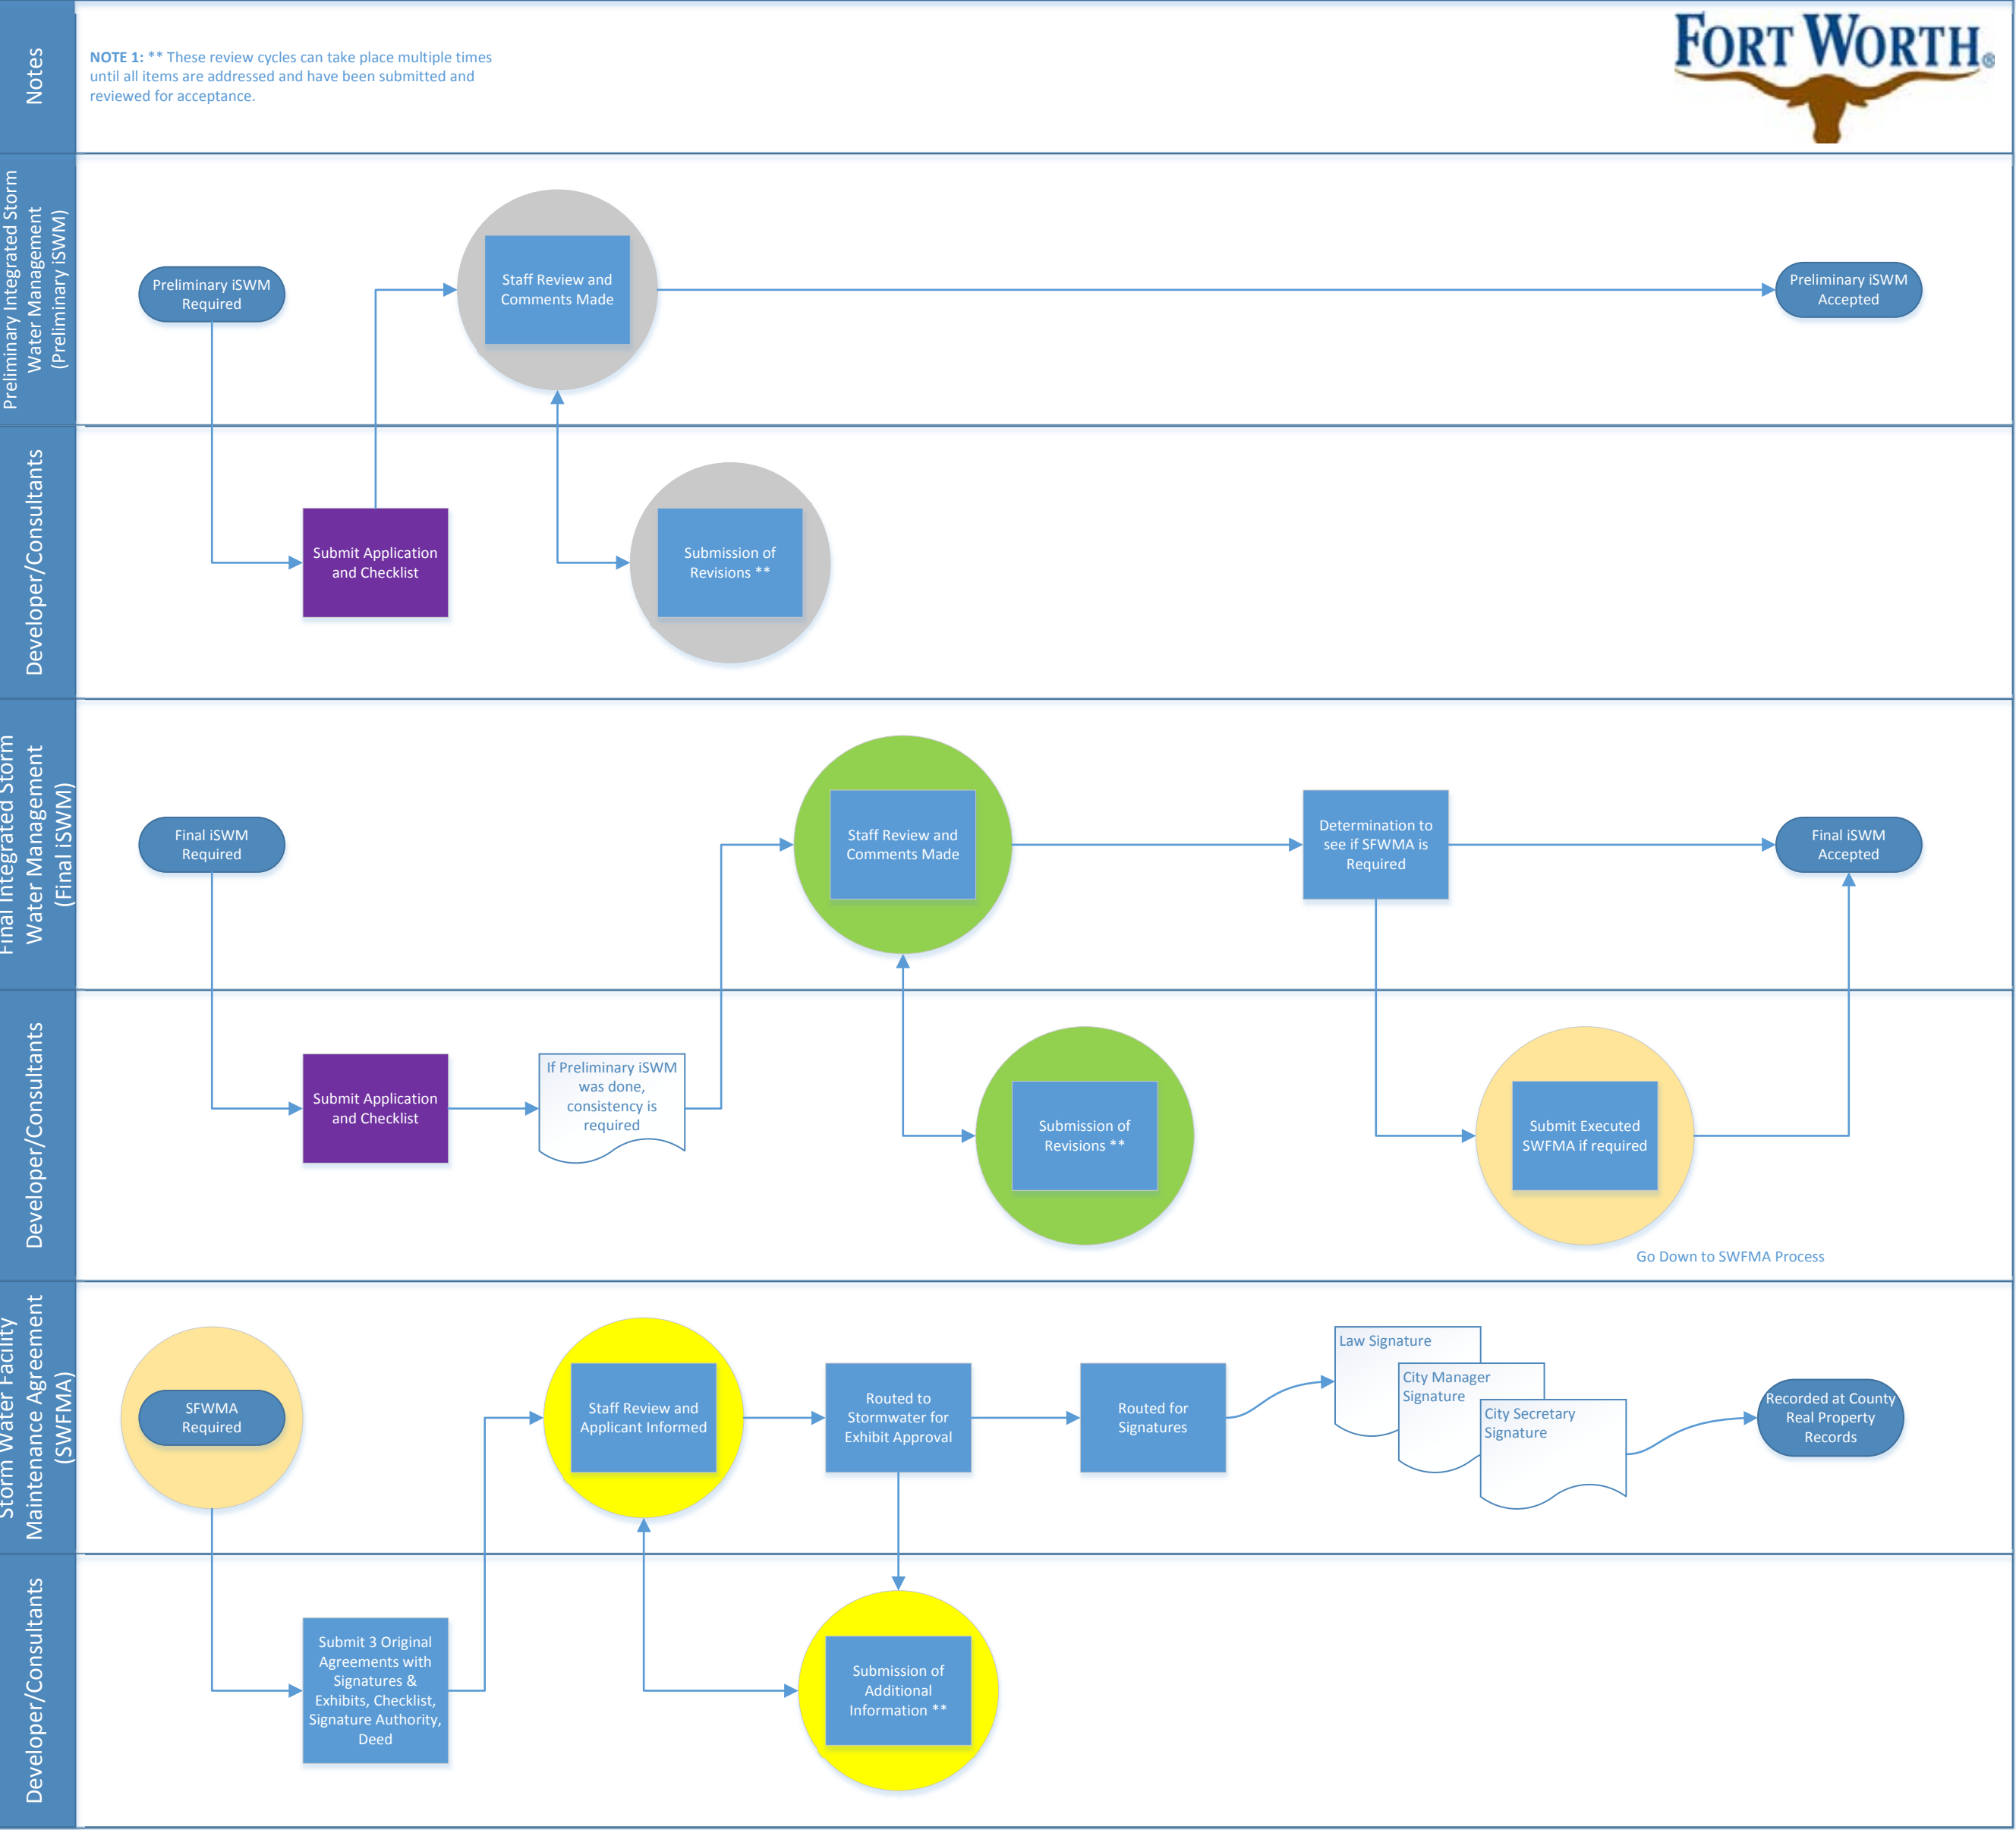 Notes
NOTE 1: ** These review cycles can take place multiple times
until all items are addressed and have been submitted and
reviewed for acceptance.
FORT WORTH®
Preliminary Integrated Storm
Water Management
(Preliminary iSWM)
Preliminary iSWM
Required
Staff Review and
Comments Made
Preliminary iSWM
Accepted
Developer/Consultants
Submit Application
and Checklist
Submission of
Revisions **
Final Integrated Storm
Water Management
(Final iSWM)
Final iSWM
Required
Staff Review and
Comments Made
Determination to
see if SFWMA is
Required
Final iSWM
Accepted
Developer/Consultants
Submit Application
and Checklist
If Preliminary iSWM
was done,
consistency is
required
Submission of
Revisions **
Submit Executed
SWFMA if required
Go Down to SWFMA Process
Storm Water Facility
Maintenance Agreement
(SWFMA)
SFWMA
Required
Staff Review and
Applicant Informed
Routed to
Stormwater for
Exhibit Approval
Routed for
Signatures
Law Signature
City Manager
Signature
City Secretary
Signature
Recorded at County
Real Property
Records
Developer/Consultants
Submit 3 Original
Agreements with
Signatures &
Exhibits, Checklist,
Signature Authority,
Deed
Submission of
Additional
Information **